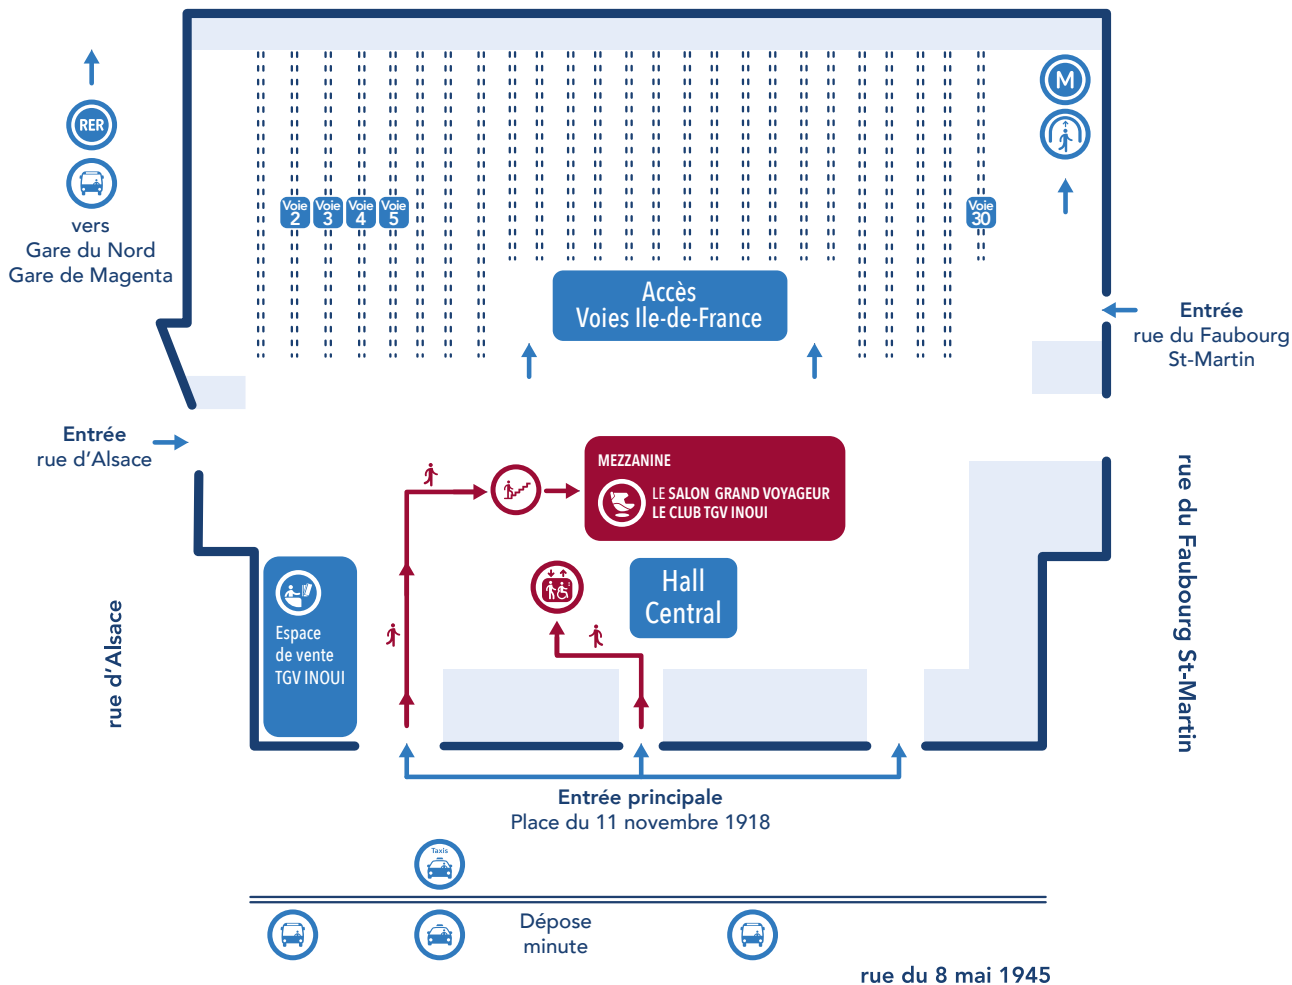 M
RER
vers
Gare du Nord
Gare de Magenta
Voie
2
Voie
3
Voie
4
Voie
5
Voie
30
Accès
Voies Ile-de-France
Entrée
rue du Faubourg
St-Martin
Entrée
rue d'Alsace
MEZZANINE
LE SALON GRAND VOYAGEUR
LE CLUB TGV INOUI
Hall
Central
Espace
de vente
TGV INOUI
rue d'Alsace
rue du Faubourg St-Martin
Entrée principale
Place du 11 novembre 1918
Taxis
Dépose
minute
rue du 8 mai 1945